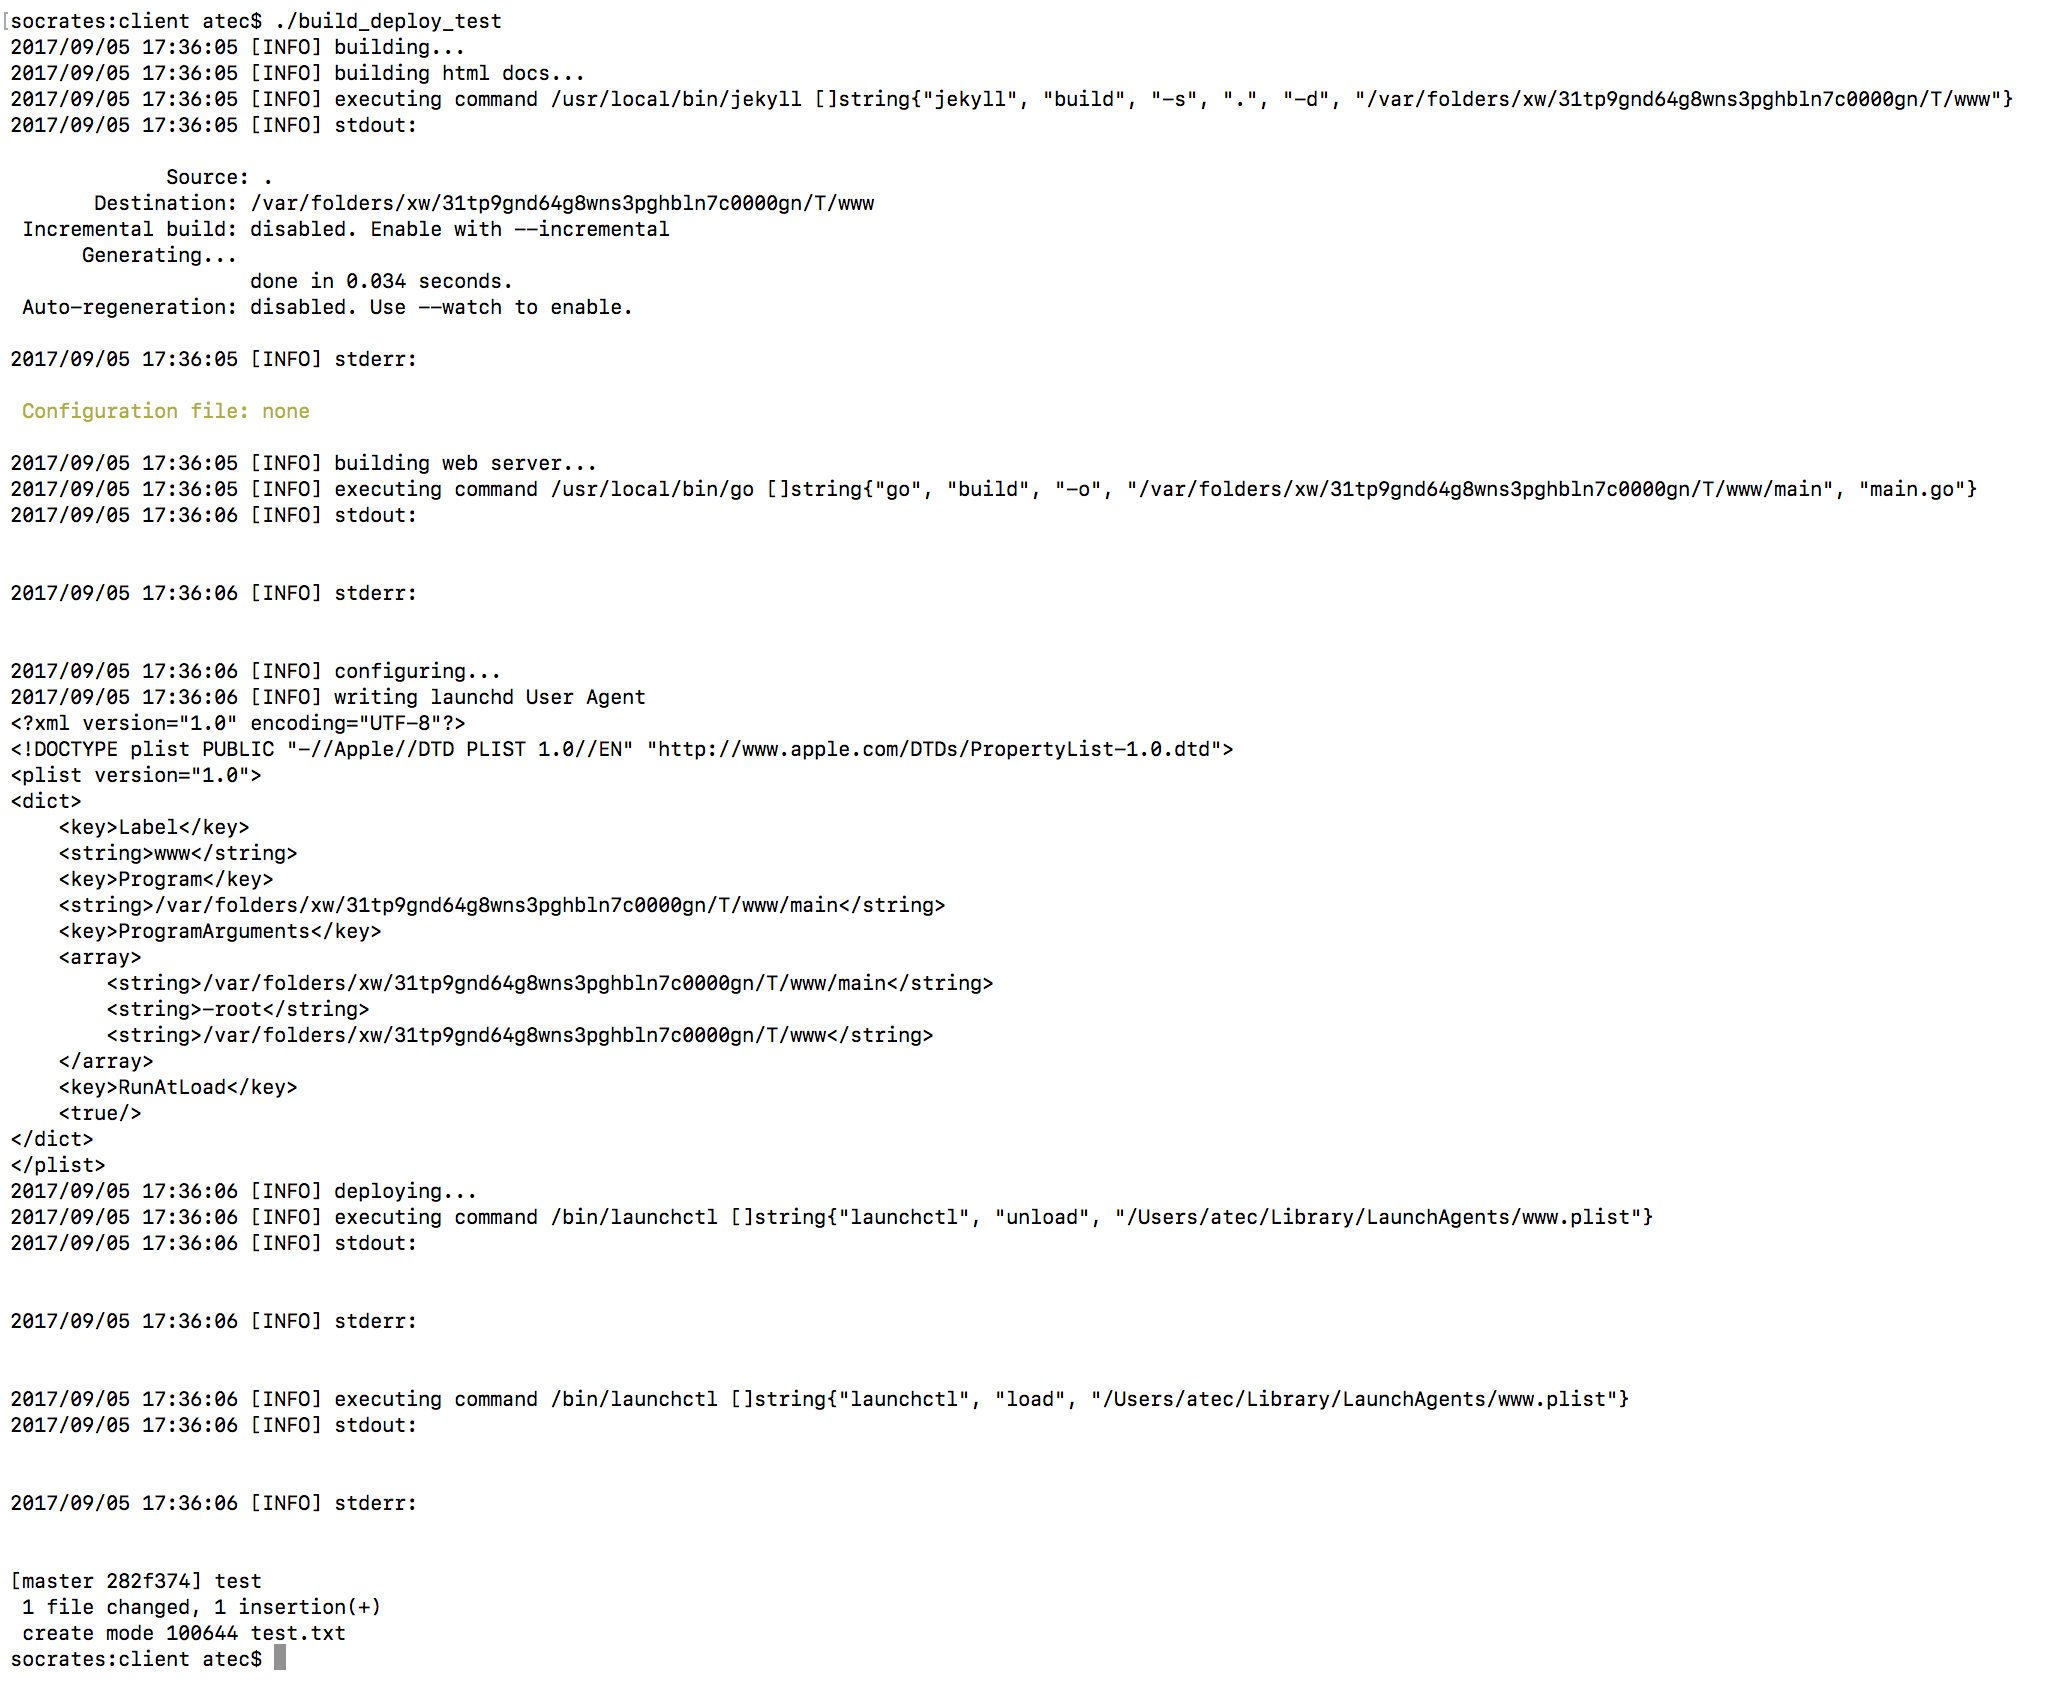 [socrates:client atec$ ./build_deploy_test
2017/09/05 17:36:05 [INFO] building...
2017/09/05 17:36:05 [INFO] building html docs...
2017/09/05 17:36:05 [INFO] executing command /usr/local/bin/jekyll []string{"jekyll", "build", "-s", ".", "-d", "/var/folders/xw/31tp9gnd64g8wns3pghbln7c0000gn/T/www"}
2017/09/05 17:36:05 [INFO] stdout:
Source: .
Destination: /var/folders/xw/31tp9gnd64g8wns3pghbln7c0000gn/T/www
Incremental build: disabled. Enable with --incremental
Generating...
done in 0.034 seconds.
Auto-regeneration: disabled. Use --watch to enable.
2017/09/05 17:36:05 [INFO] stderr:
Configuration file: none
2017/09/05 17:36:05 [INFO] building web server...
2017/09/05 17:36:05 [INFO] executing command /usr/local/bin/go []string{"go", "build", "-o", "/var/folders/xw/31tp9gnd64g8wns3pghbln7c0000gn/T/www/main", "main.go"}
2017/09/05 17:36:06 [INFO] stdout:
2017/09/05 17:36:06 [INFO] stderr:
2017/09/05 17:36:06 [INFO] configuring...
2017/09/05 17:36:06 [INFO] writing launchd User Agent
<?xml version="1.0" encoding="UTF-8"?>
<!DOCTYPE plist PUBLIC "-//Apple//DTD PLIST 1.0//EN" "http://www.apple.com/DTDs/PropertyList-1.0.dtd">
<plist version="1.0">
<dict>
<key>Label</key>
<string>www</string>
<key>Program</key>
<string>/var/folders/xw/31tp9gnd64g8wns3pghbln7c0000gn/T/www/main</string>
<key>ProgramArguments</key>
<array>
<string>/var/folders/xw/31tp9gnd64g8wns3pghbln7c0000gn/T/www/main</string>
<string>-root</string>
<string>/var/folders/xw/31tp9gnd64g8wns3pghbln7c0000gn/T/www</string>
</array>
<key>RunAtLoad</key>
<true/>
</dict>
</plist>
2017/09/05 17:36:06 [INFO] deploying...
2017/09/05 17:36:06 [INFO] executing command /bin/launchctl []string{"launchctl", "unload", "/Users/atec/Library/LaunchAgents/www.plist"}
2017/09/05 17:36:06 [INFO] stdout:
2017/09/05 17:36:06 [INFO] stderr:
2017/09/05 17:36:06 [INFO] executing command /bin/launchctl []string{"launchctl", "load", "/Users/atec/Library/LaunchAgents/www.plist"}
2017/09/05 17:36:06 [INFO] stdout:
2017/09/05 17:36:06 [INFO] stderr:
[master 282f374] test
1 file changed, 1 insertion(+)
create mode 100644 test.txt
socrates:client atec$